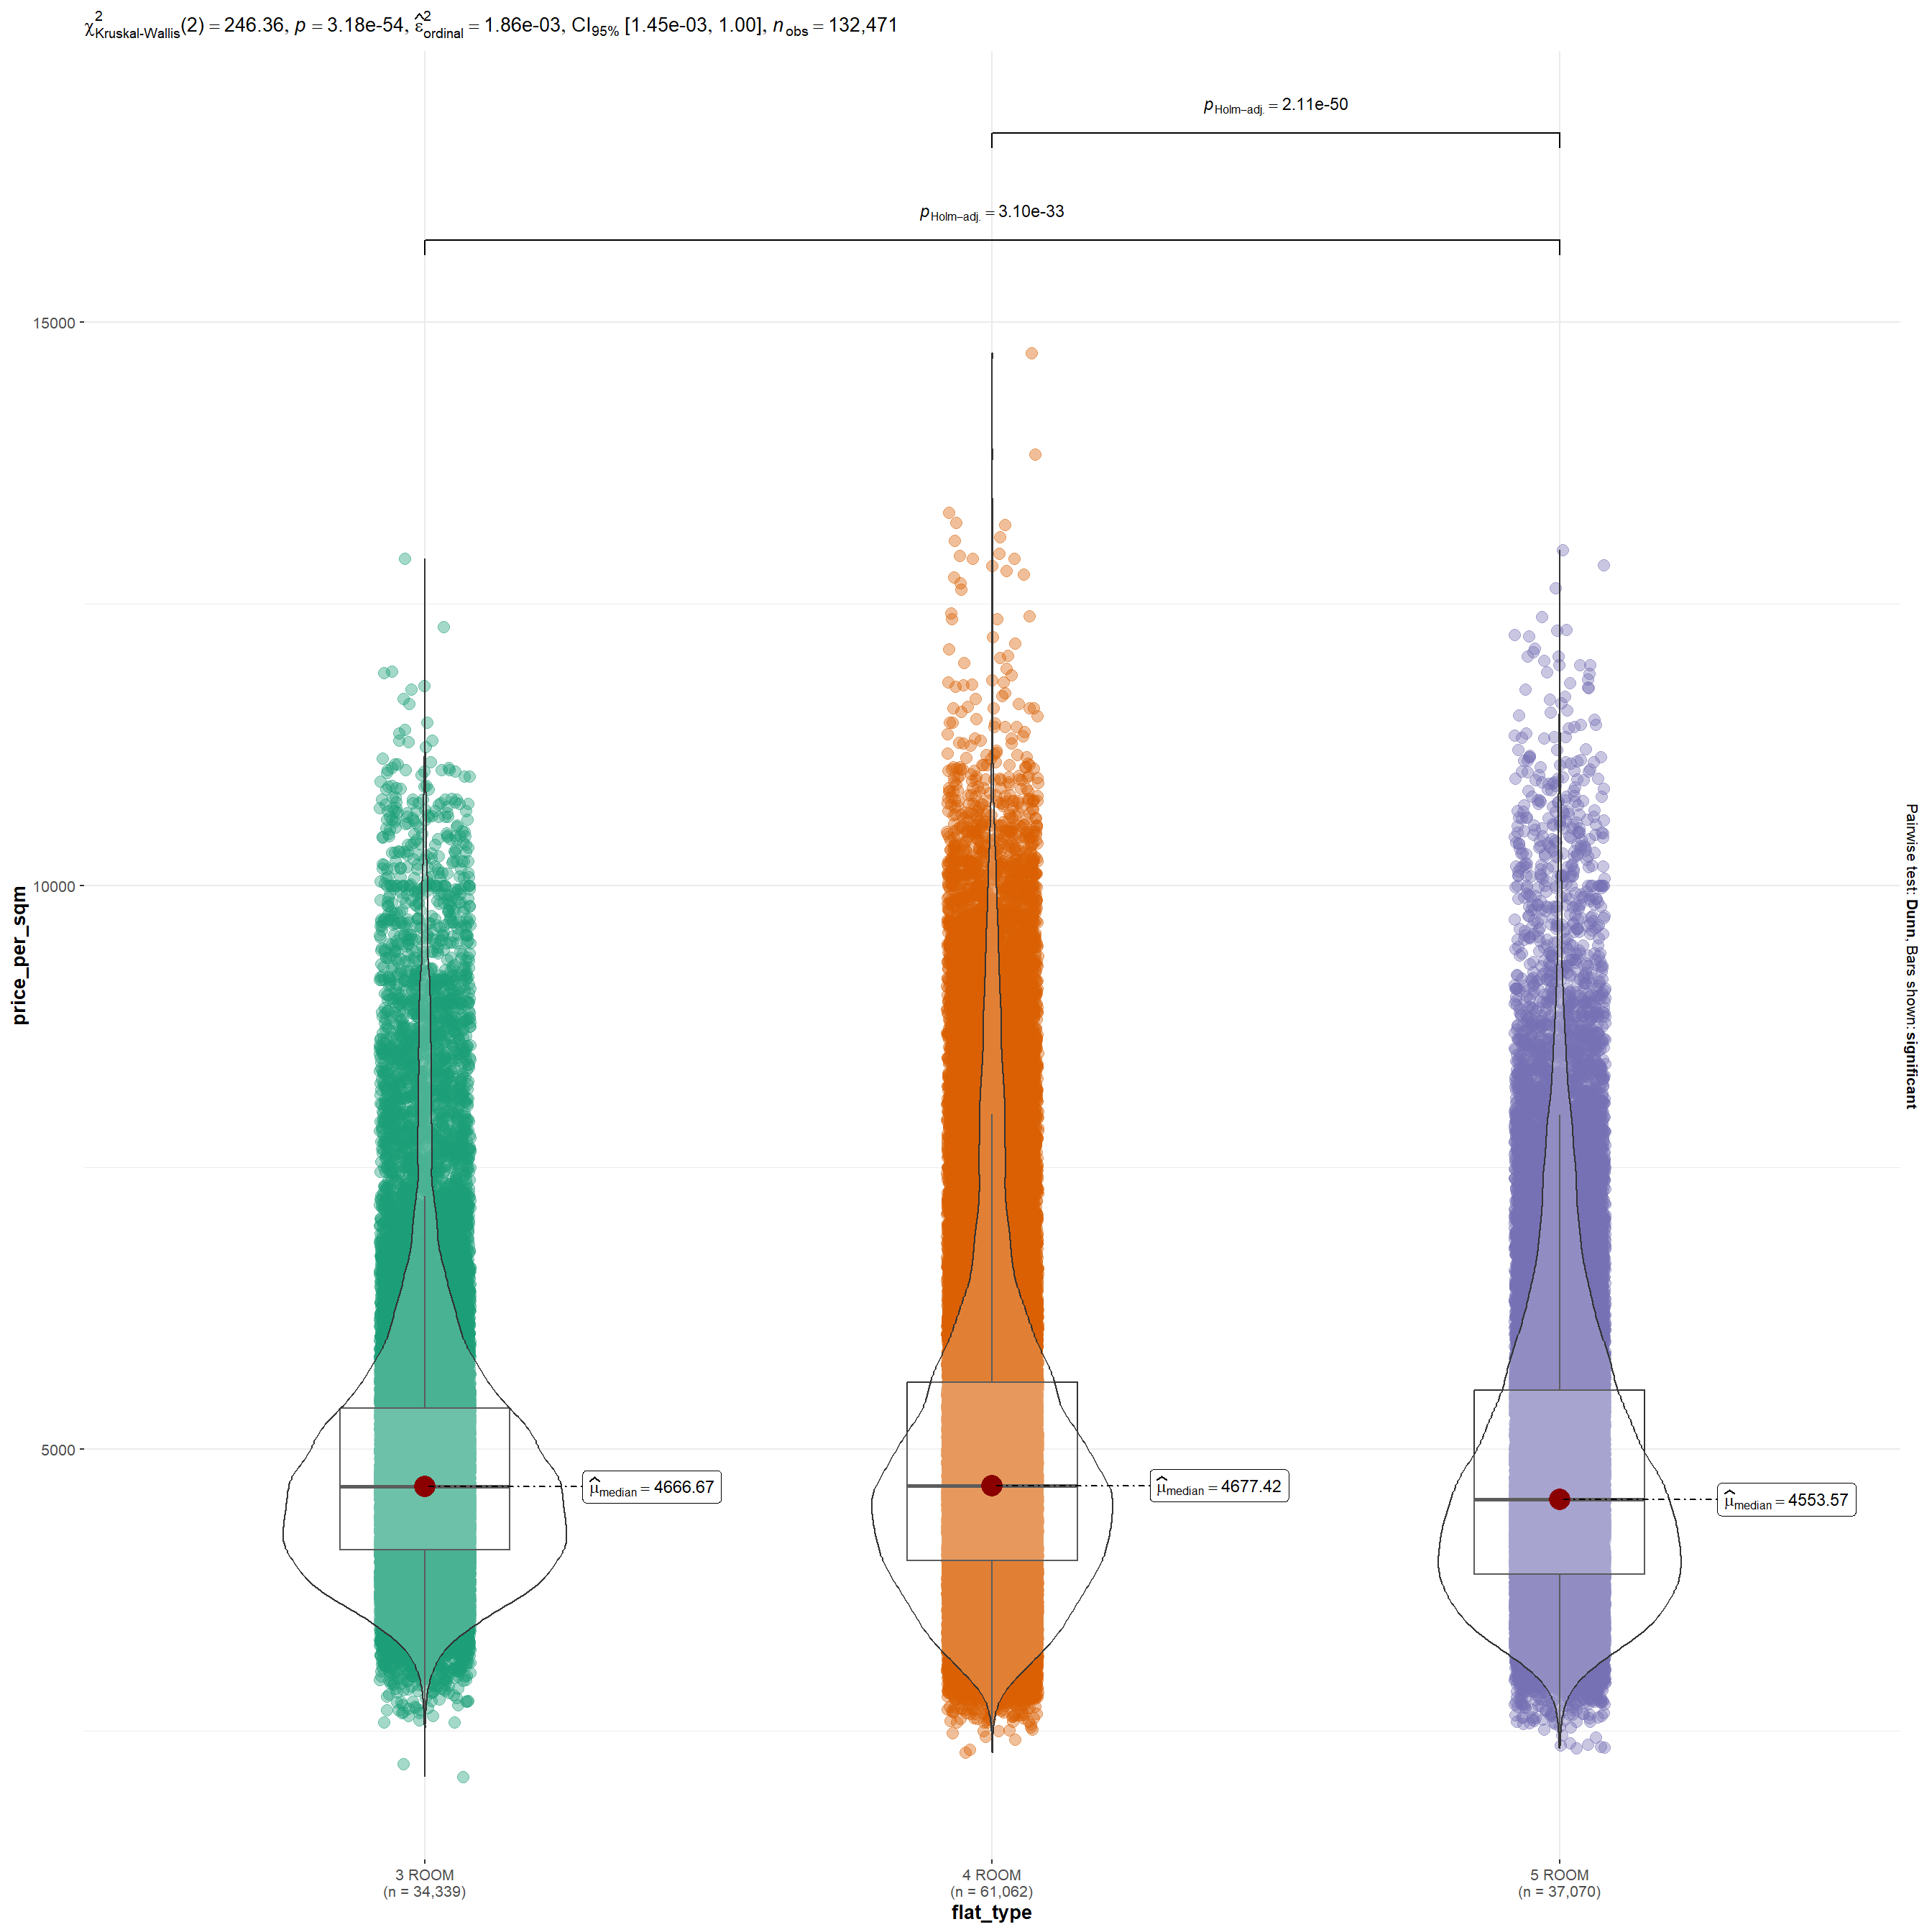 χ²Kruskal-Wallis(2) = 246.36, p = 3.18e-54, ε̂²ordinal = 1.86e-03, CI95% [1.45e-03, 1.00], nobs = 132,471
pHolm−adj. = 2.11e-50
pHolm−adj. = 3.10e-33
15000
10000
5000
price_per_sqm
μ̂median = 4666.67
μ̂median = 4677.42
μ̂median = 4553.57
Pairwise test: Dunn, Bars shown: significant
3 ROOM
(n = 34,339)
4 ROOM
(n = 61,062)
5 ROOM
(n = 37,070)
flat_type